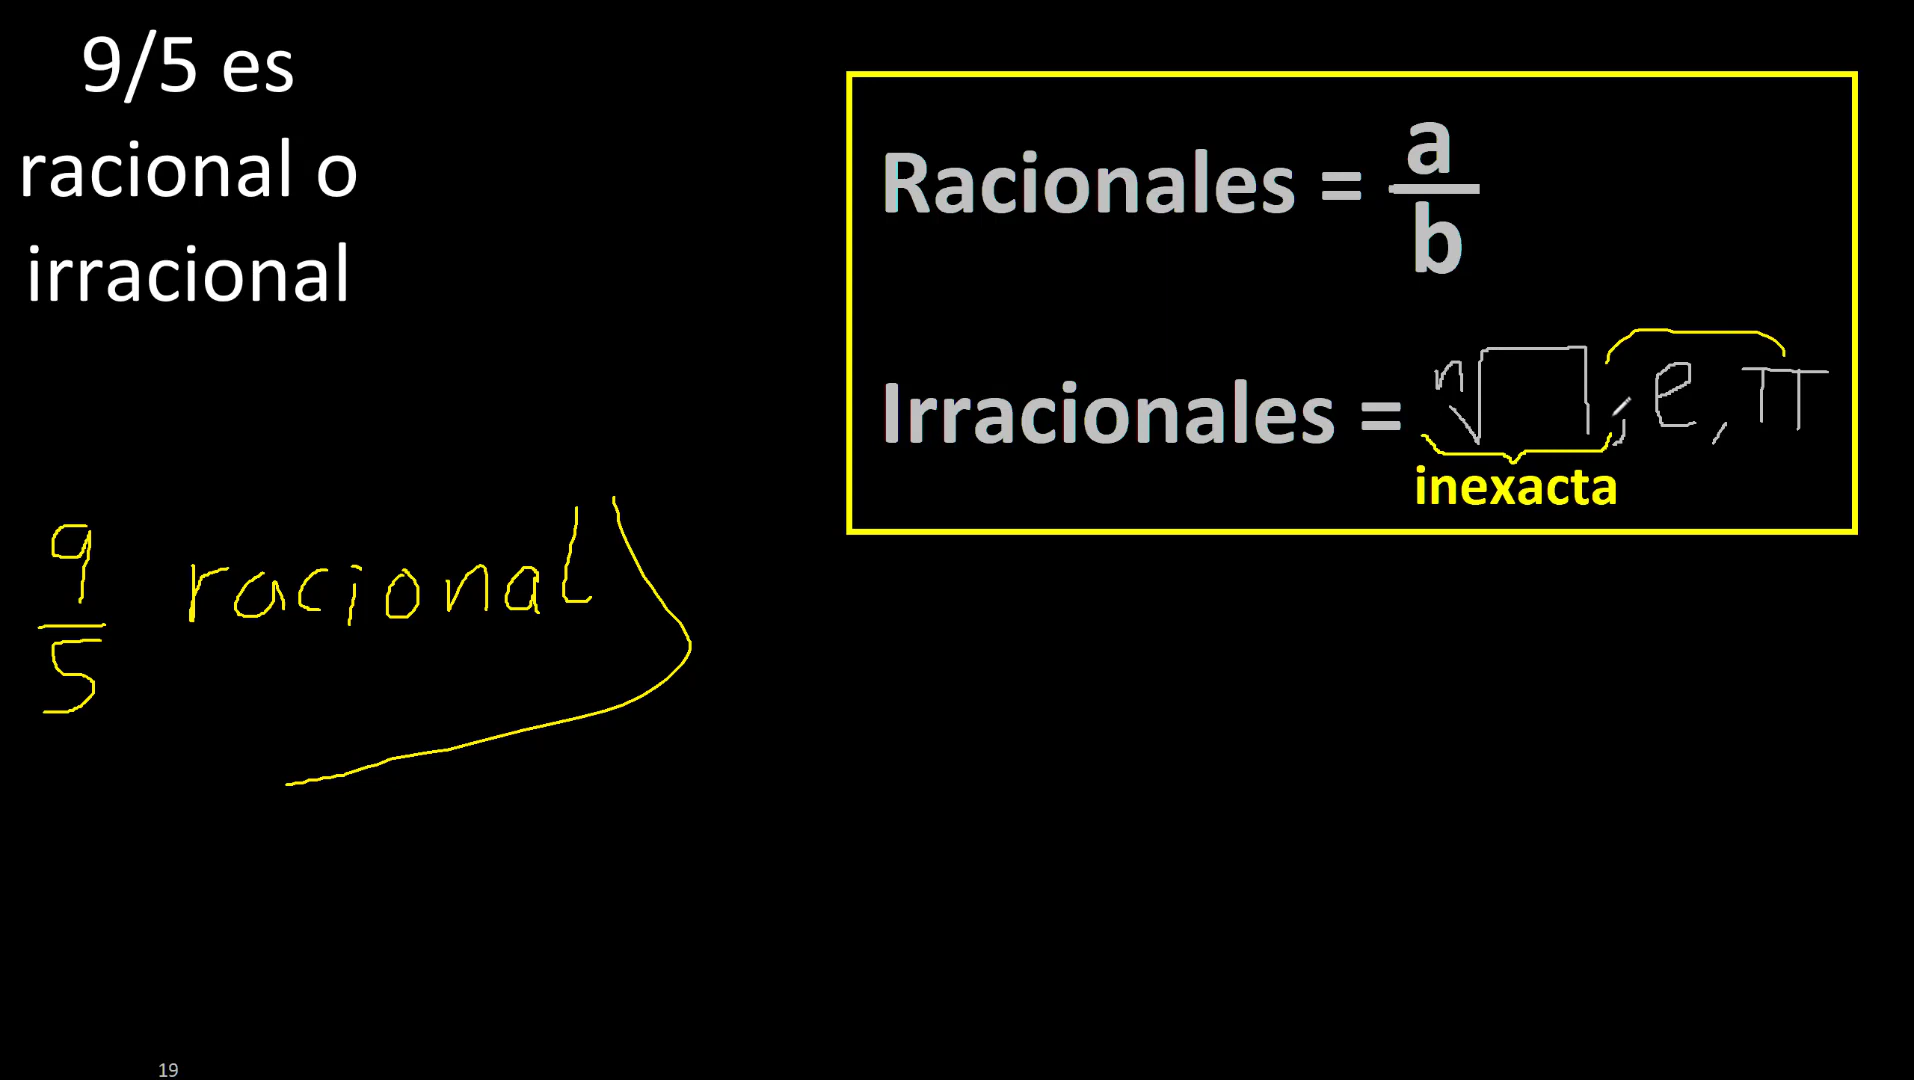 9/5 es
racional o
irracional
Racionales = a/b
Irracionales = ⁿ√ ; e, π
inexacta
9/5 racional
19